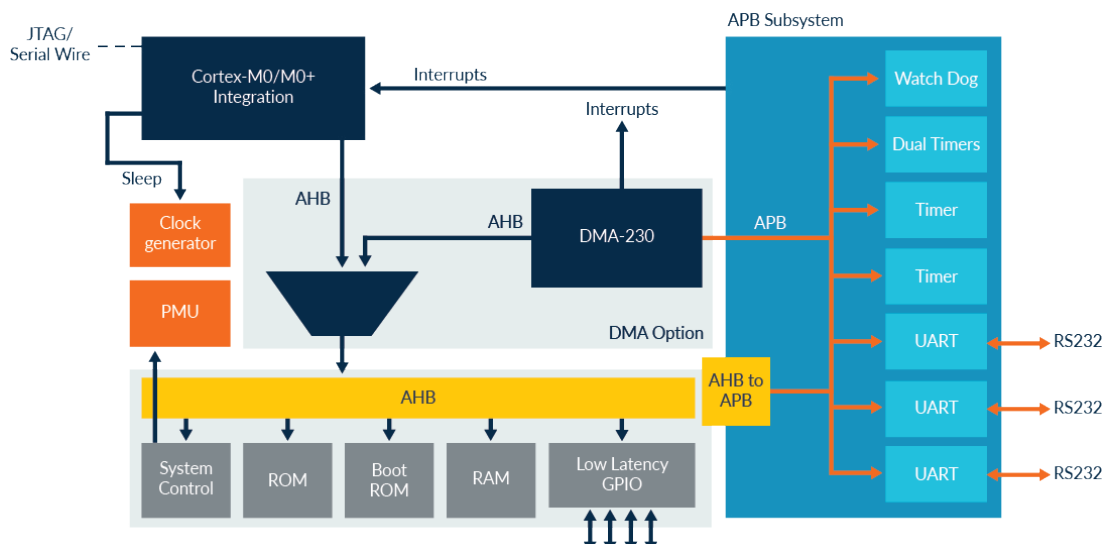 APB Subsystem
JTAG/
Serial Wire
Cortex-M0/M0+
Integration
Interrupts
Watch Dog
Interrupts
Dual Timers
Sleep
AHB
Clock
generator
AHB
DMA-230
APB
Timer
Timer
PMU
DMA Option
UART
RS232
AHB
AHB to
APB
UART
RS232
System
Control
ROM
Boot
ROM
RAM
Low Latency
GPIO
UART
RS232